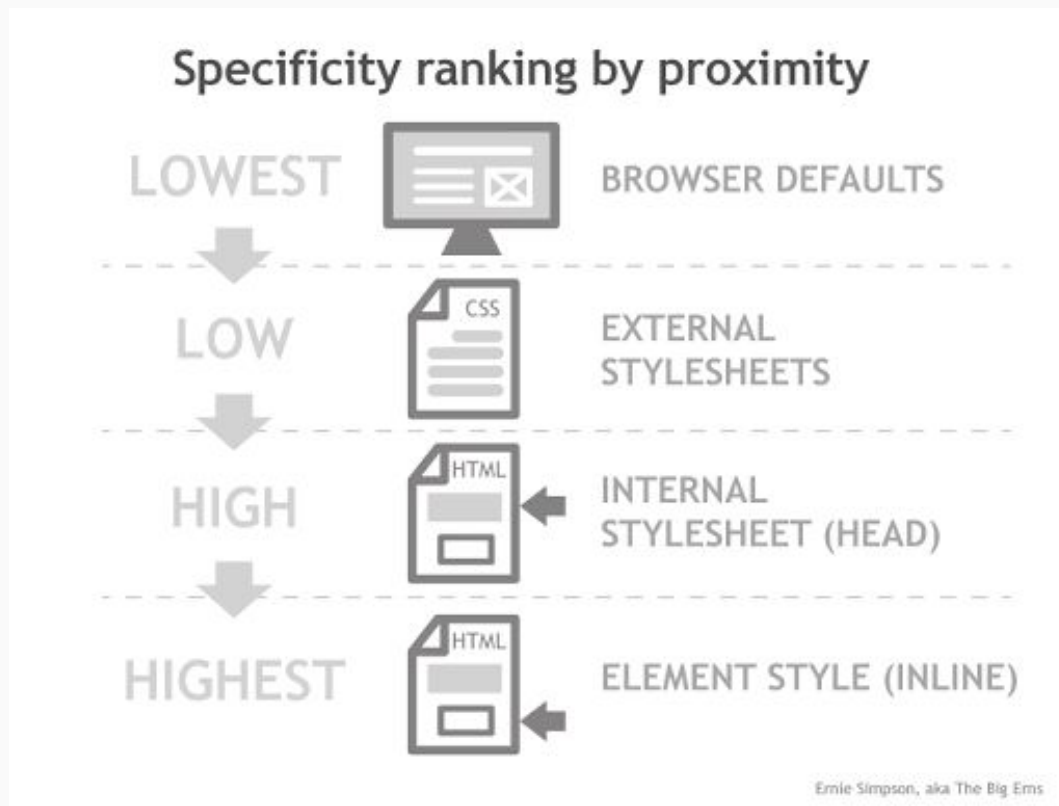 Specificity ranking by proximity
LOWEST
BROWSER DEFAULTS
CSS
LOW
EXTERNAL
STYLESHEETS
HTML
HIGH
INTERNAL
STYLESHEET (HEAD)
HTML
HIGHEST
ELEMENT STYLE (INLINE)
Ernie Simpson, aka The Big Ems